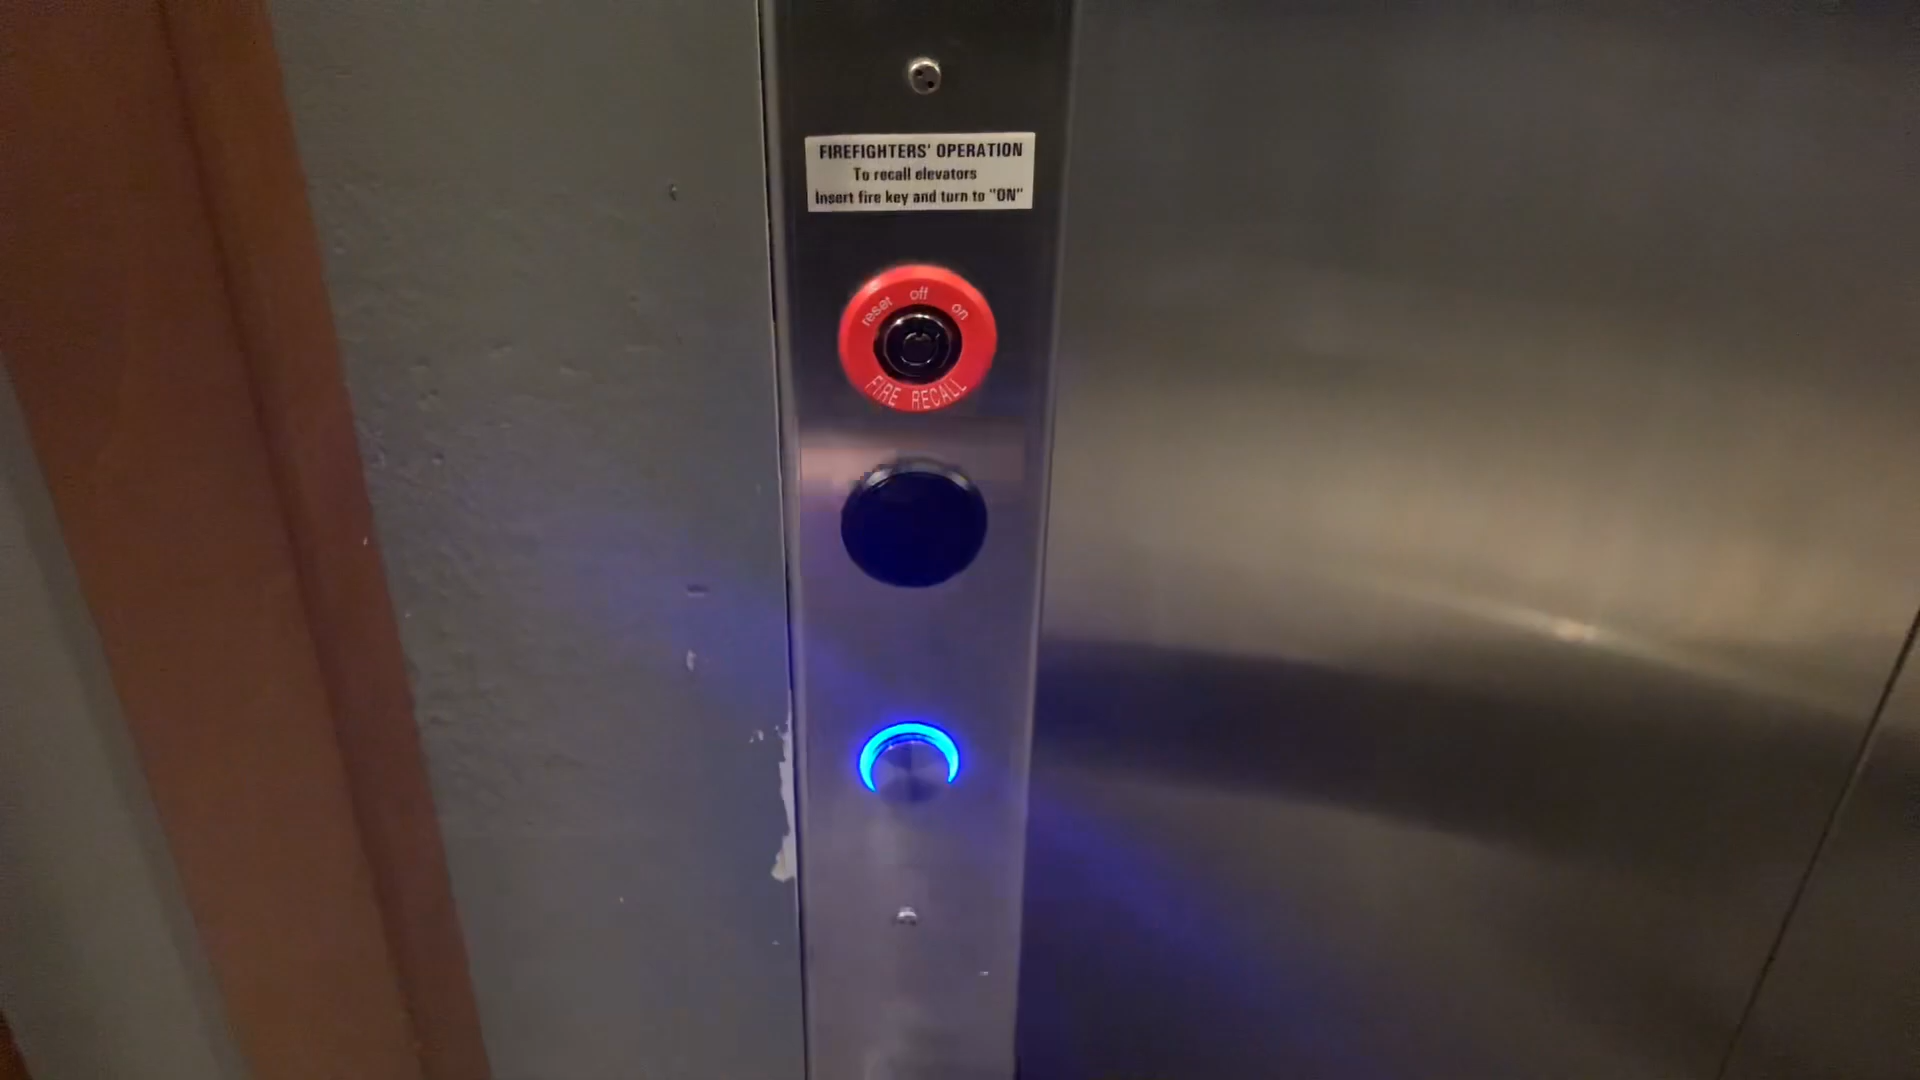 FIREFIGHTERS' OPERATION
To recall elevators
Insert fire key and turn to "ON"
reset off on
FIRE RECALL